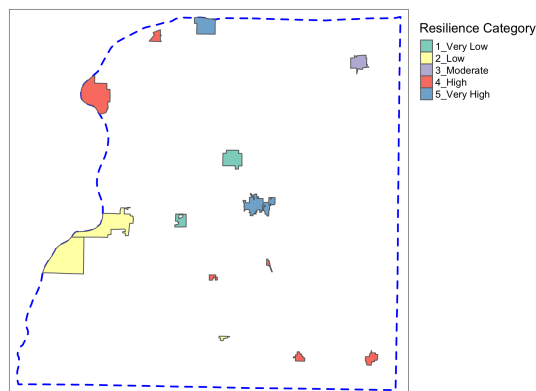 Resilience Category
1_Very Low
2_Low
3_Moderate
4_High
5_Very High